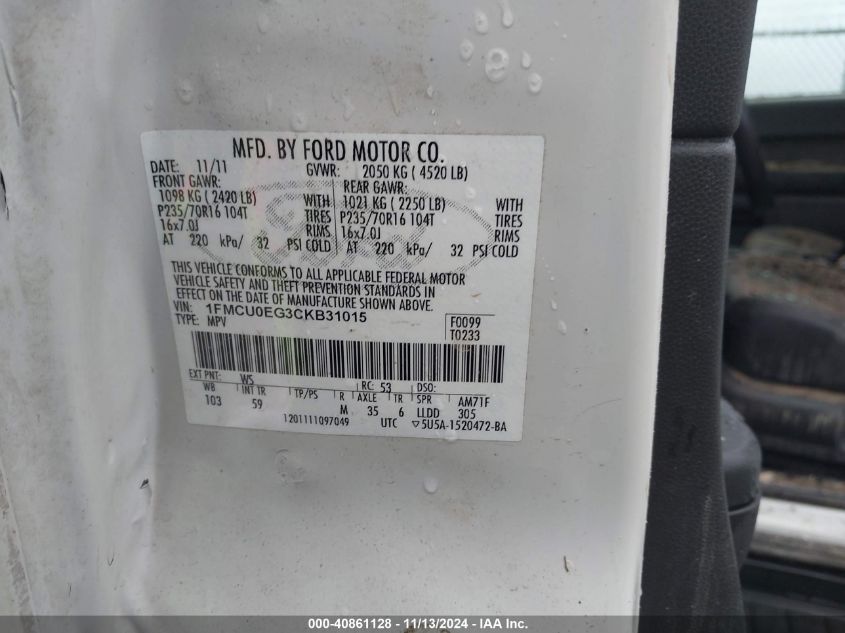 MFD. BY FORD MOTOR CO.
DATE: 11/11 GVWR: 2050 KG ( 4520 LB)
FRONT GAWR: REAR GAWR:
1098 KG ( 2420 LB) WITH 1021 KG ( 2250 LB) WITH
P235/70R16 104T TIRES P235/70R16 104T TIRES
16x7.0J RIMS 16x7.0J RIMS
AT 220 kPa/ 32 PSI COLD AT 220 kPa/ 32 PSI COLD
THIS VEHICLE CONFORMS TO ALL APPLICABLE FEDERAL MOTOR
VEHICLE SAFETY AND THEFT PREVENTION STANDARDS IN
EFFECT ON THE DATE OF MANUFACTURE SHOWN ABOVE.
VIN: 1FMCU0EG3CKB31015 F0099
TYPE: MPV T0233
EXT PNT: WS RC: 53 DSO:
WB INT TR TP/PS R AXLE TR SPR AM71F
103 59 M 35 6 LLDD 305
1201111097049 UTC ▽5U5A-1520472-BA
000-40861128 - 11/13/2024 - IAA Inc.